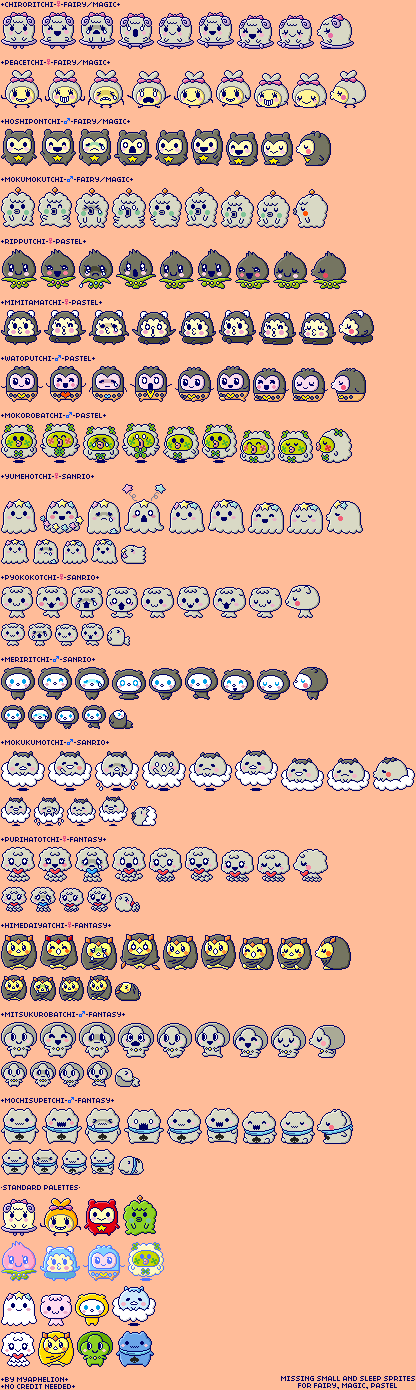 +CHIRORITCHI-♀-FAIRY/MAGIC+
+PEACETCHI-♀-FAIRY/MAGIC+
+HOSHIPONTCHI-♂-FAIRY/MAGIC+
+MOKUMOKUTCHI-♂-FAIRY/MAGIC+
+RIPPUTCHI-♀-PASTEL+
+MIMITAMATCHI-♀-PASTEL+
+WATOPUTCHI-♂-PASTEL+
+MOKOROBATCHI-♂-PASTEL+
+YUMEHOTCHI-♀-SANRIO+
+PYOKOKOTCHI-♀-SANRIO+
+MERIRITCHI-♂-SANRIO+
+MOKUKUMOTCHI-♂-SANRIO+
+PURIHATOTCHI-♀-FANTASY+
+HIMEDAIYATCHI-♀-FANTASY+
+MITSUKUROBATCHI-♂-FANTASY+
+MOCHISUPETCHI-♂-FANTASY+
-STANDARD PALETTES-
+BY MYAPHELION+
+NO CREDIT NEEDED+
MISSING SMALL AND SLEEP SPRITES
FOR FAIRY, MAGIC, PASTEL